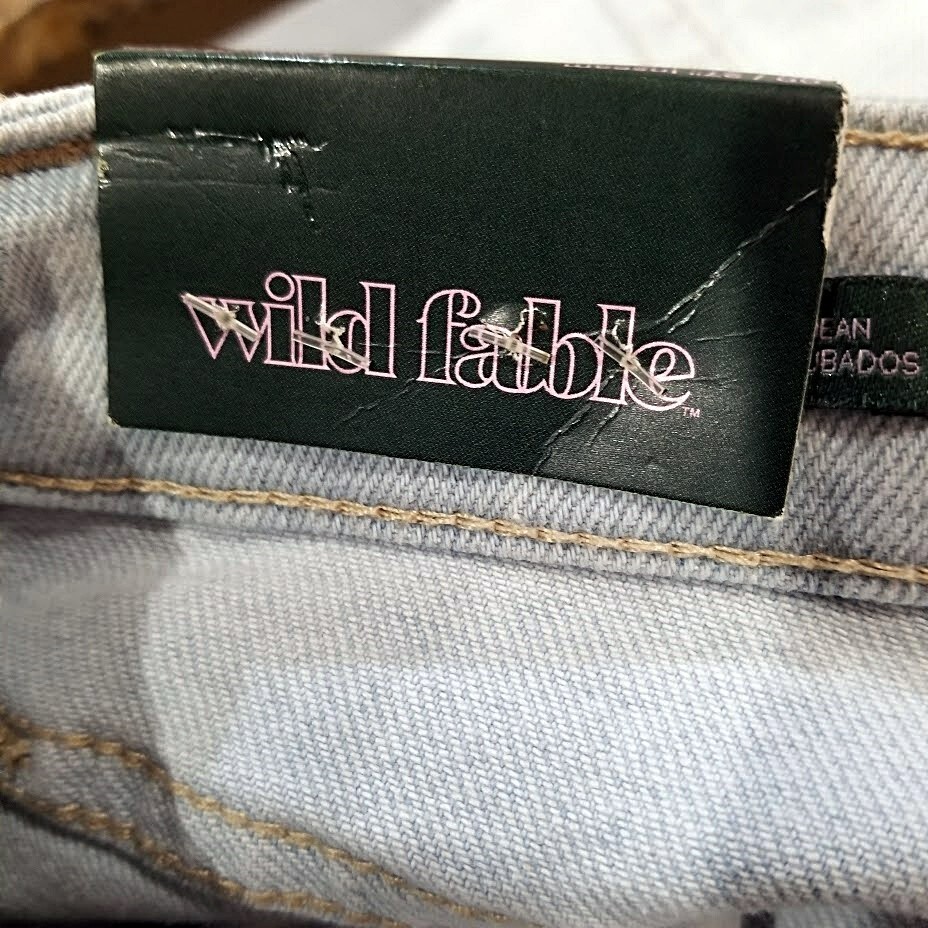 wild fable
TM
EAN
UBADOS